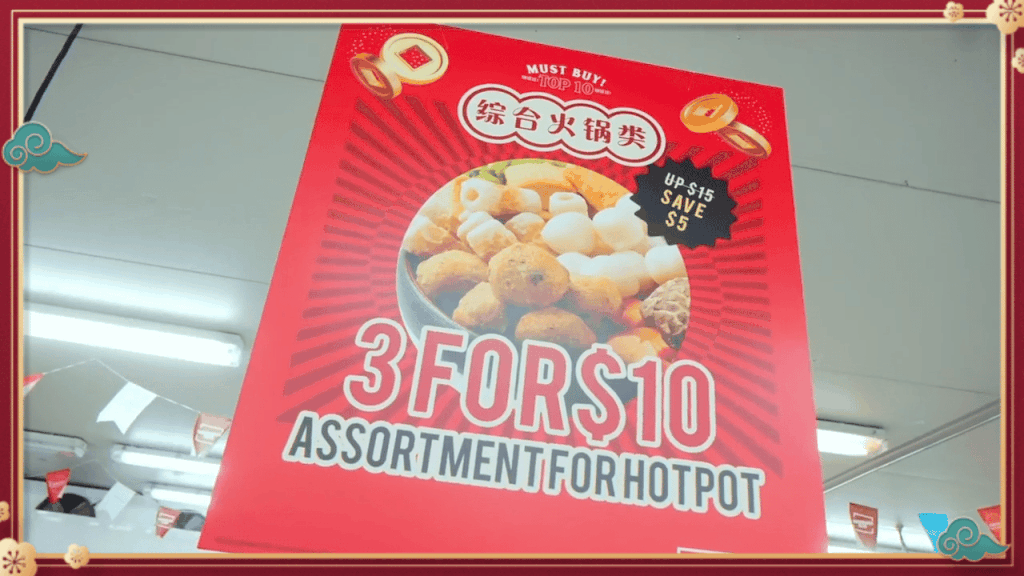 MUST BUY!
TOP 10
综合火锅类
UP $15
SAVE
$5
3 FOR $10
ASSORTMENT FOR HOTPOT